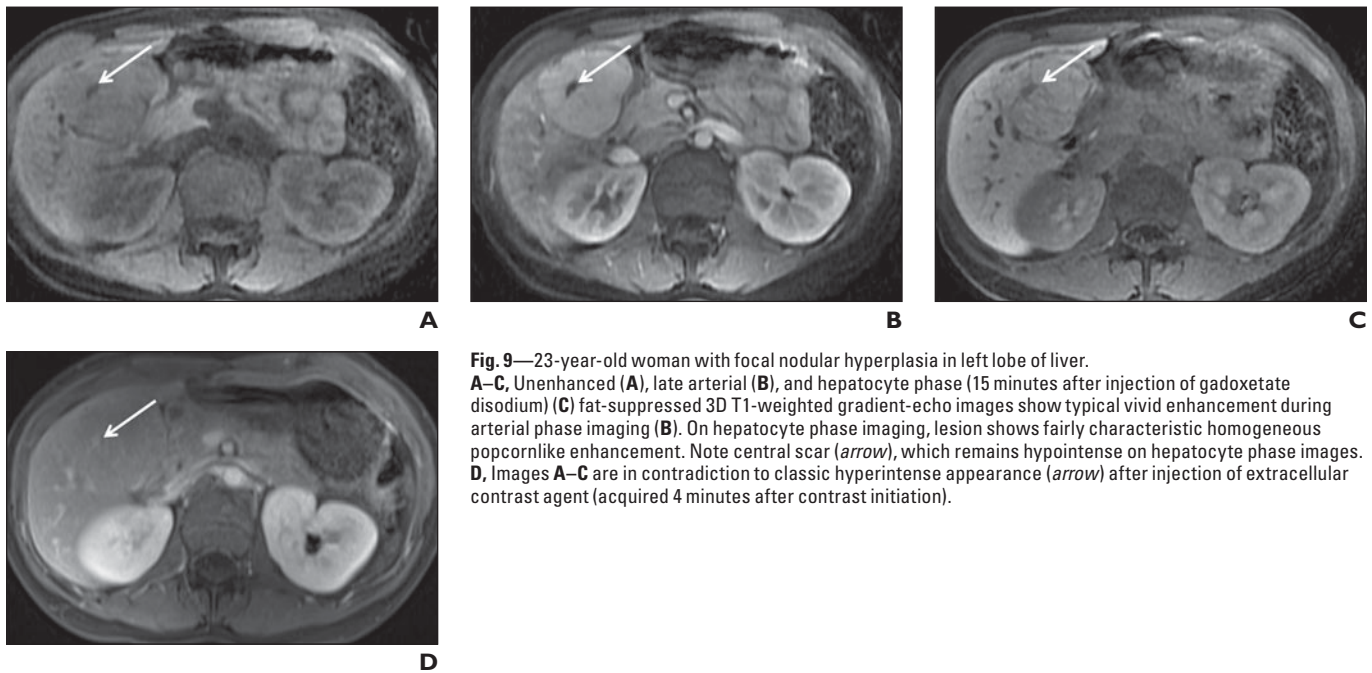 A
B
C
D
Fig. 9—23-year-old woman with focal nodular hyperplasia in left lobe of liver.
A–C, Unenhanced (A), late arterial (B), and hepatocyte phase (15 minutes after injection of gadoxetate
disodium) (C) fat-suppressed 3D T1-weighted gradient-echo images show typical vivid enhancement during
arterial phase imaging (B). On hepatocyte phase imaging, lesion shows fairly characteristic homogeneous
popcornlike enhancement. Note central scar (arrow), which remains hypointense on hepatocyte phase images.
D, Images A–C are in contradiction to classic hyperintense appearance (arrow) after injection of extracellular
contrast agent (acquired 4 minutes after contrast initiation).